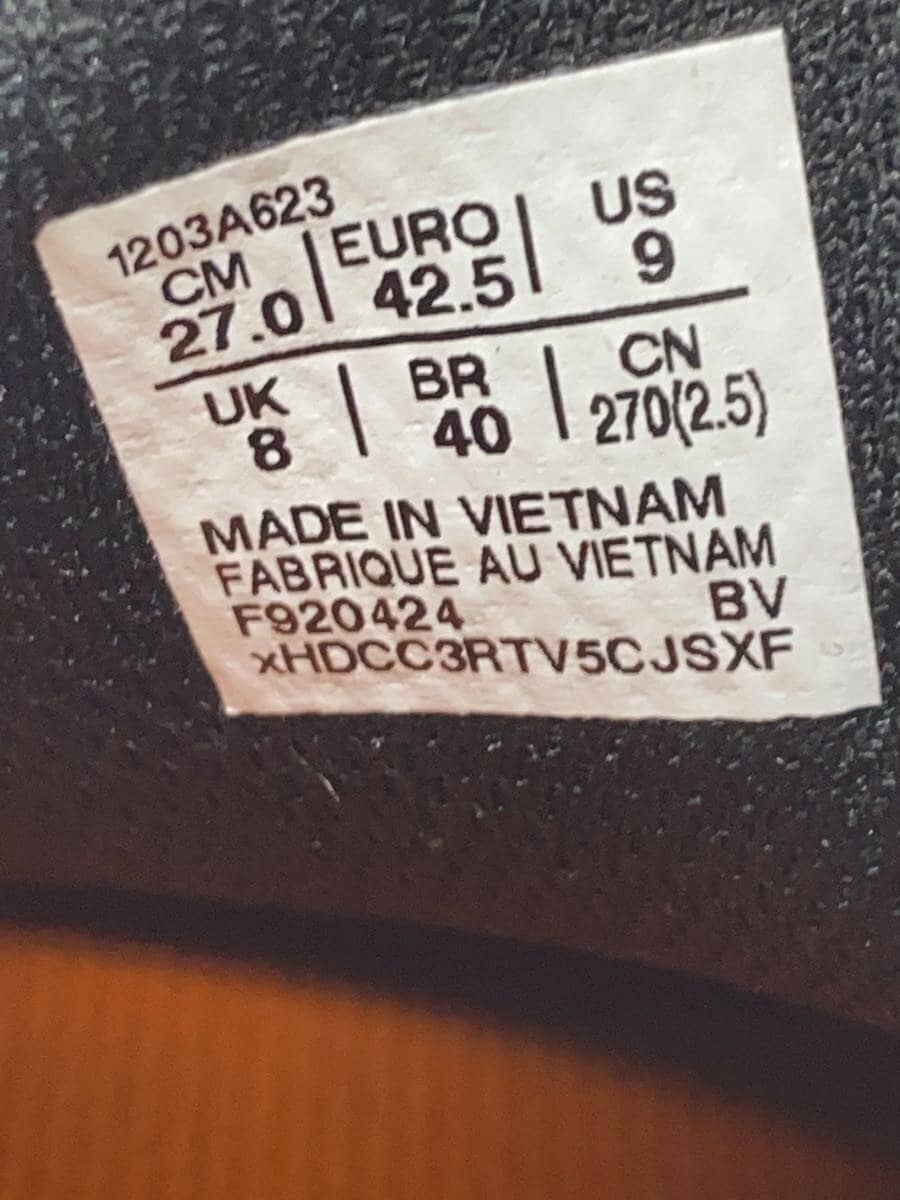 1203A623
CM | EURO | US
27.0 | 42.5 | 9
UK | BR | CN
8 | 40 | 270(2.5)
MADE IN VIETNAM
FABRIQUE AU VIETNAM
F920424 BV
xHDCC3RTV5CJSXF